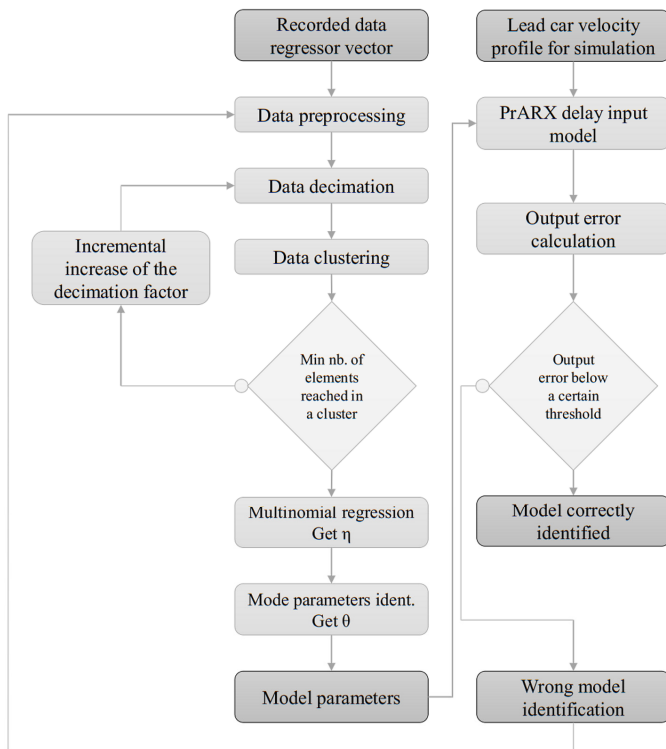 Recorded data
regressor vector
Data preprocessing
Data decimation
Incremental
increase of the
decimation factor
Data clustering
Min nb. of
elements
reached in
a cluster
Multinomial regression
Get η
Mode parameters ident.
Get θ
Model parameters
Lead car velocity
profile for simulation
PrARX delay input
model
Output error
calculation
Output
error below
a certain
threshold
Model correctly
identified
Wrong model
identification